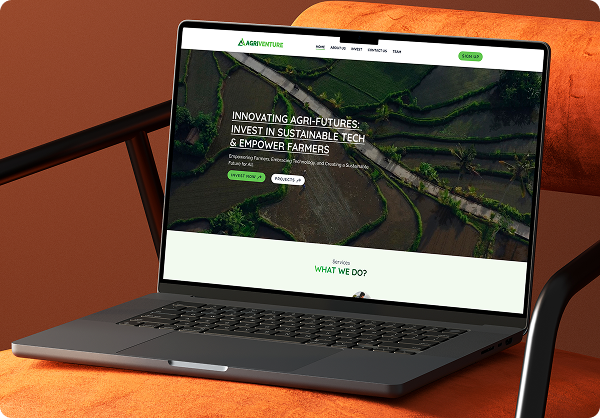 AGRIVENTURE
HOME ABOUT US INVEST CONTACT US TEAM
SIGN UP
INNOVATING AGRI-FUTURES:
INVEST IN SUSTAINABLE TECH
& EMPOWER FARMERS
Empowering Farmers, Embracing Technology, and Creating a Sustainable
Future for All
INVEST NOW
PROJECTS
Services
WHAT WE DO?